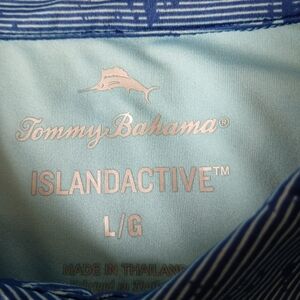 Tommy Bahama®
ISLANDACTIVE™
L/G
MADE IN THAILAND